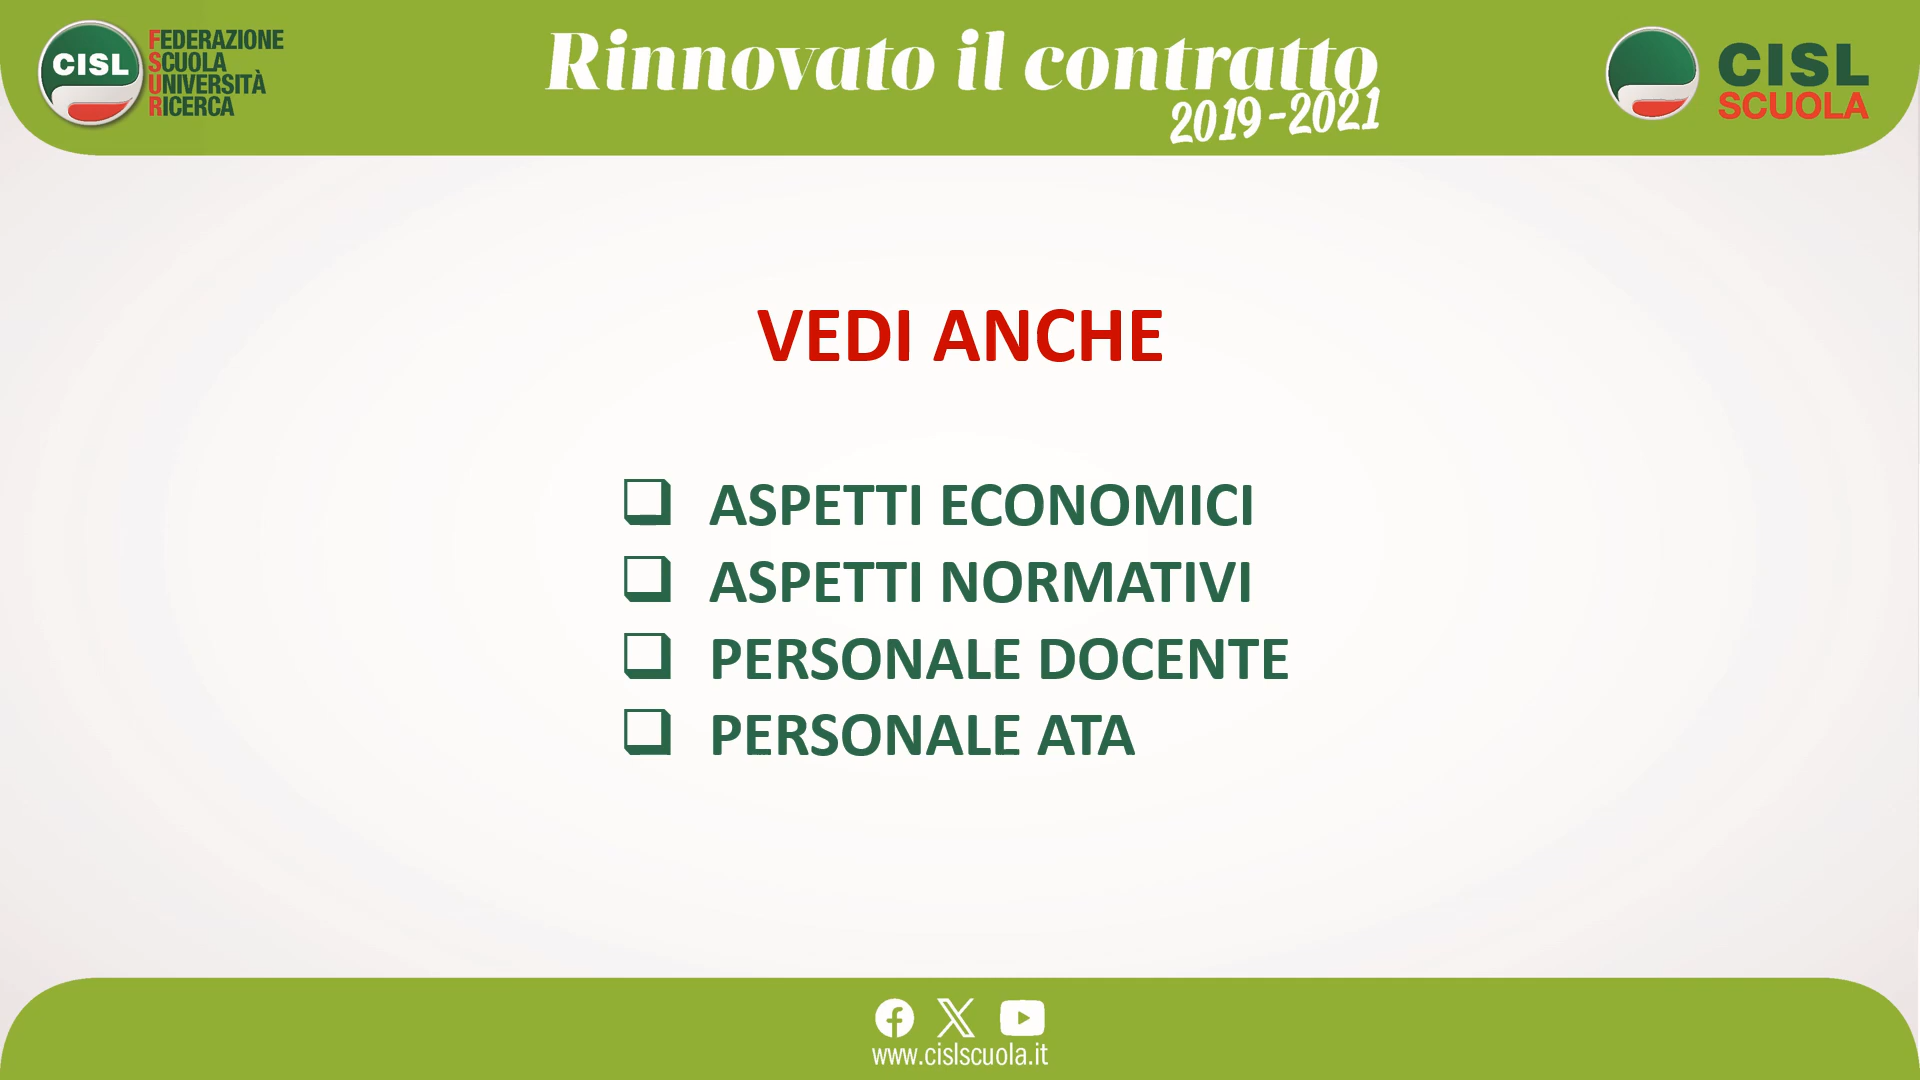 CISL
FEDERAZIONE
SCUOLA
UNIVERSITÀ
RICERCA
Rinnovato il contratto
2019-2021
CISL
SCUOLA
VEDI ANCHE
ASPETTI ECONOMICI
ASPETTI NORMATIVI
PERSONALE DOCENTE
PERSONALE ATA
www.cislscuola.it